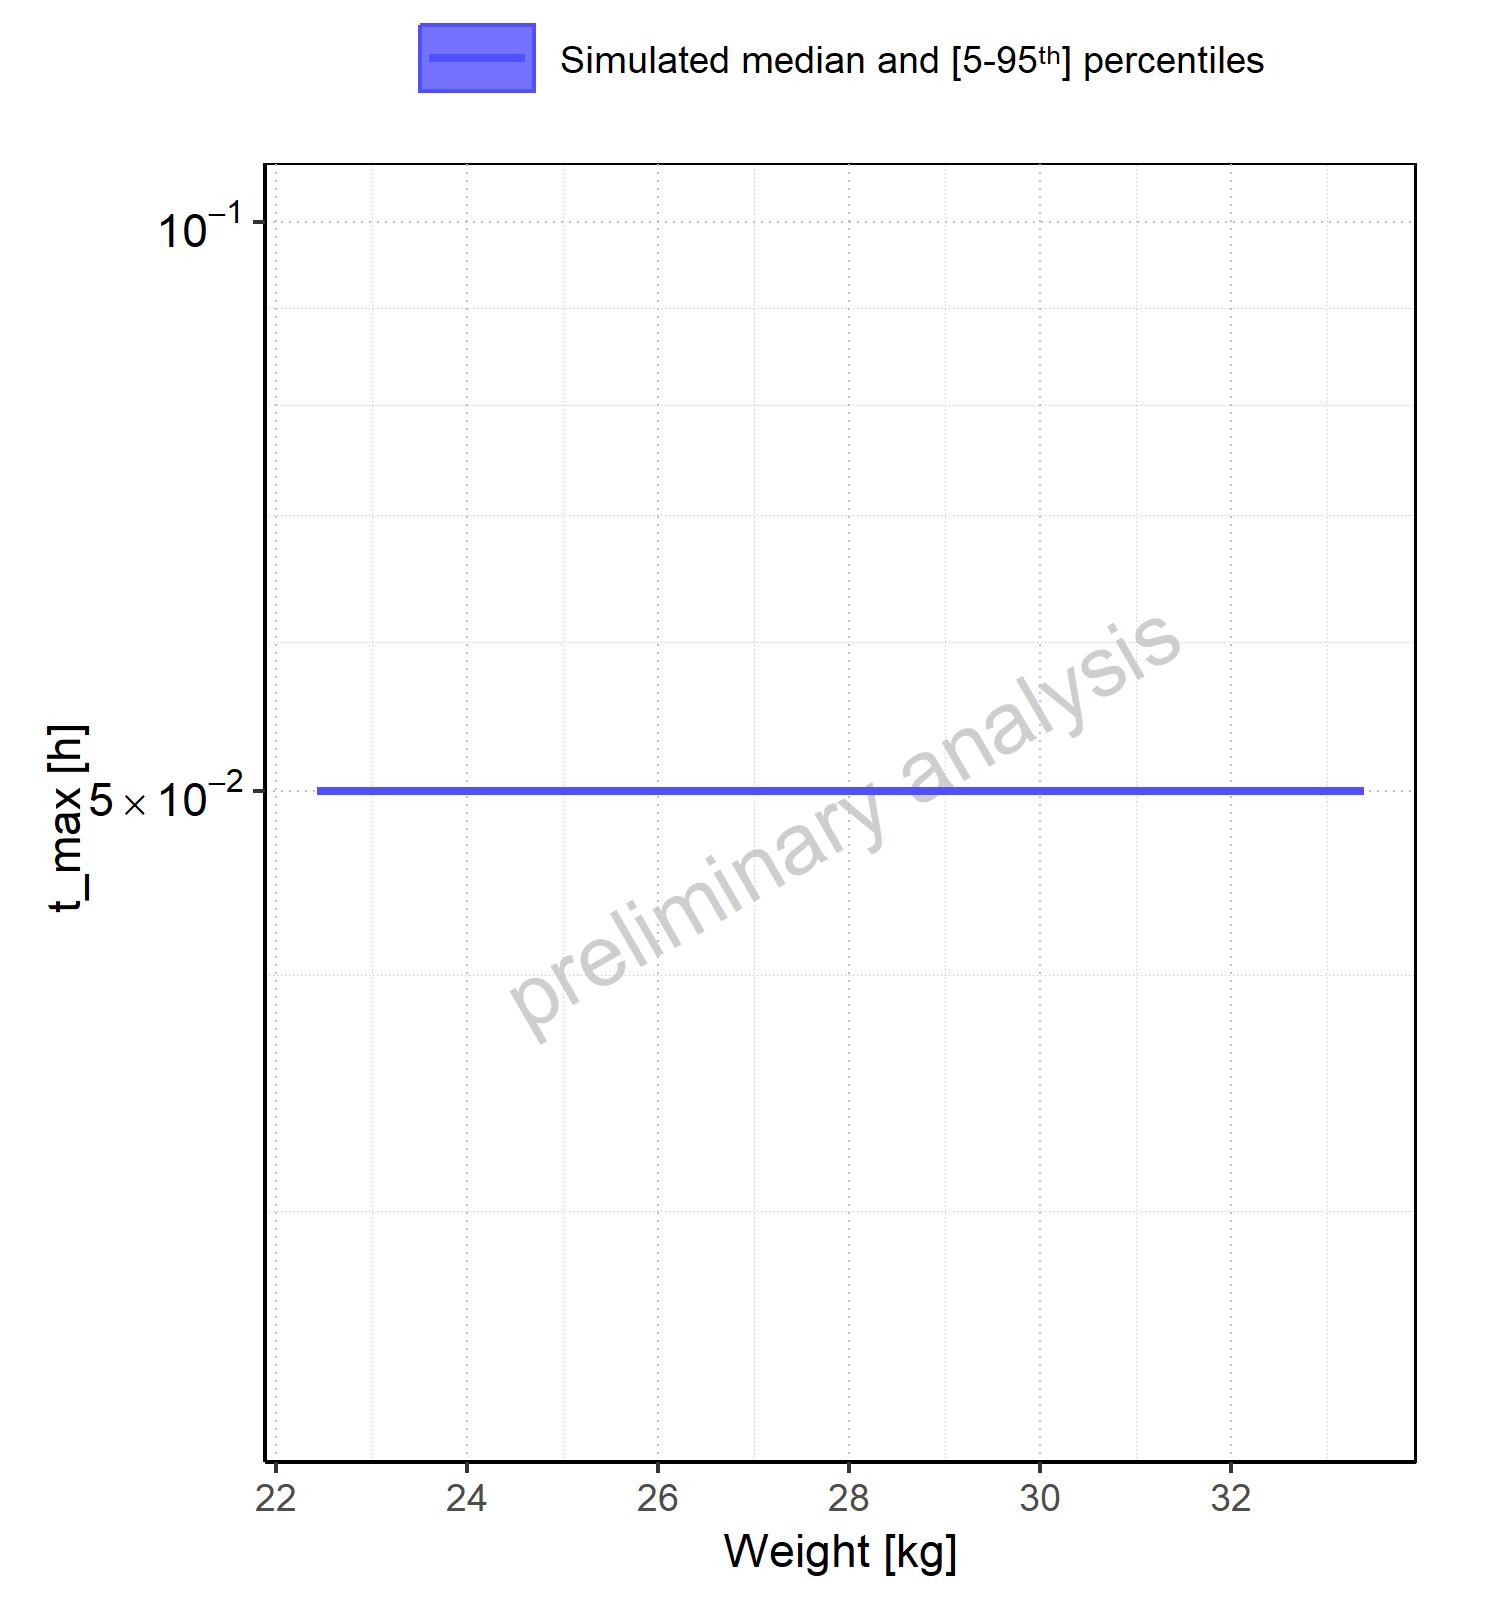 Simulated median and [5-95ᵗʰ] percentiles
10⁻¹
t_max [h]
5 × 10⁻²
preliminary analysis
22 24 26 28 30 32
Weight [kg]